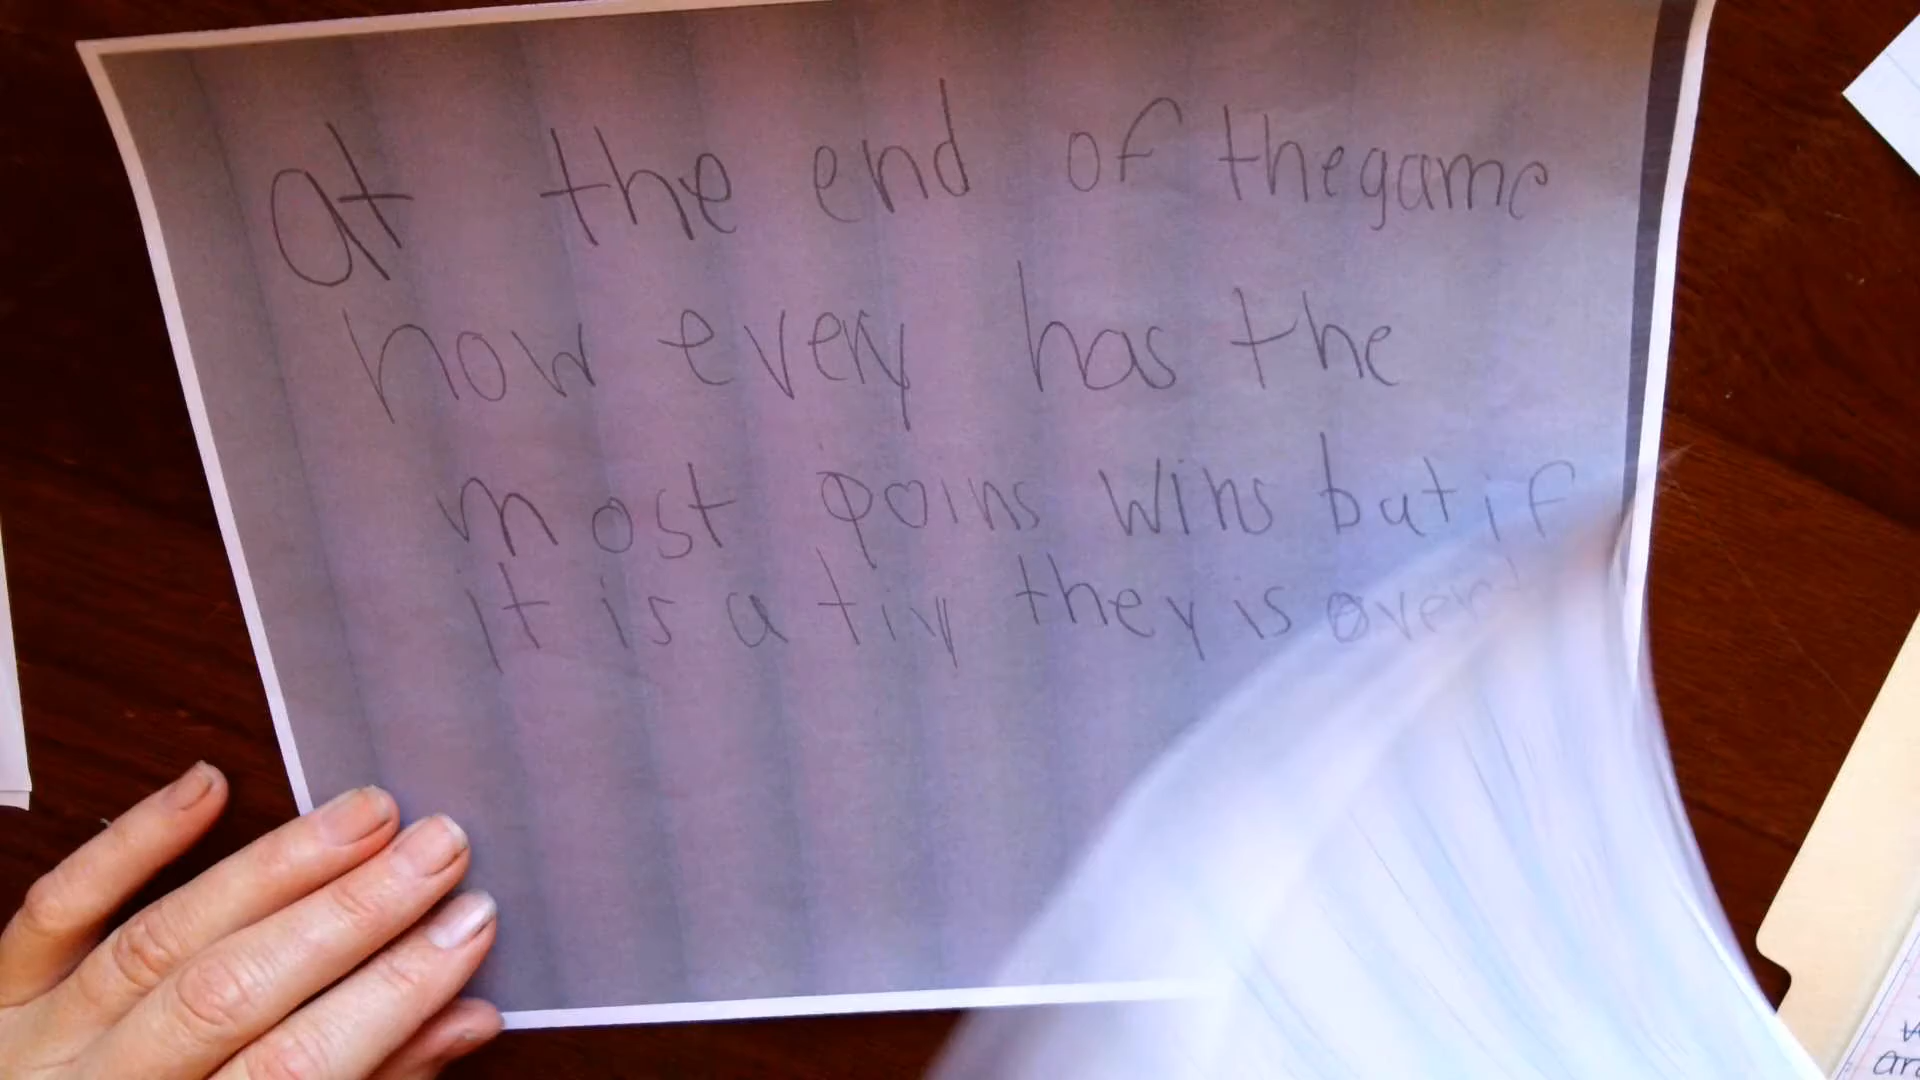 at the end of thegame
how every has the
most poins wins but if
it is a tiy they is over